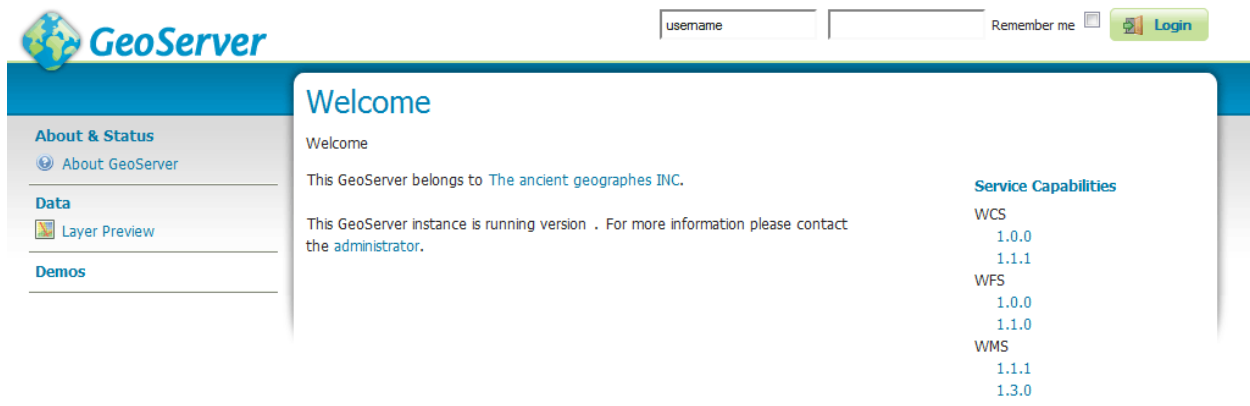 GeoServer
username
Remember me
Login
About & Status
About GeoServer
Data
Layer Preview
Demos
Welcome
Welcome
This GeoServer belongs to The ancient geographes INC.
This GeoServer instance is running version . For more information please contact
the administrator.
Service Capabilities
WCS
1.0.0
1.1.1
WFS
1.0.0
1.1.0
WMS
1.1.1
1.3.0